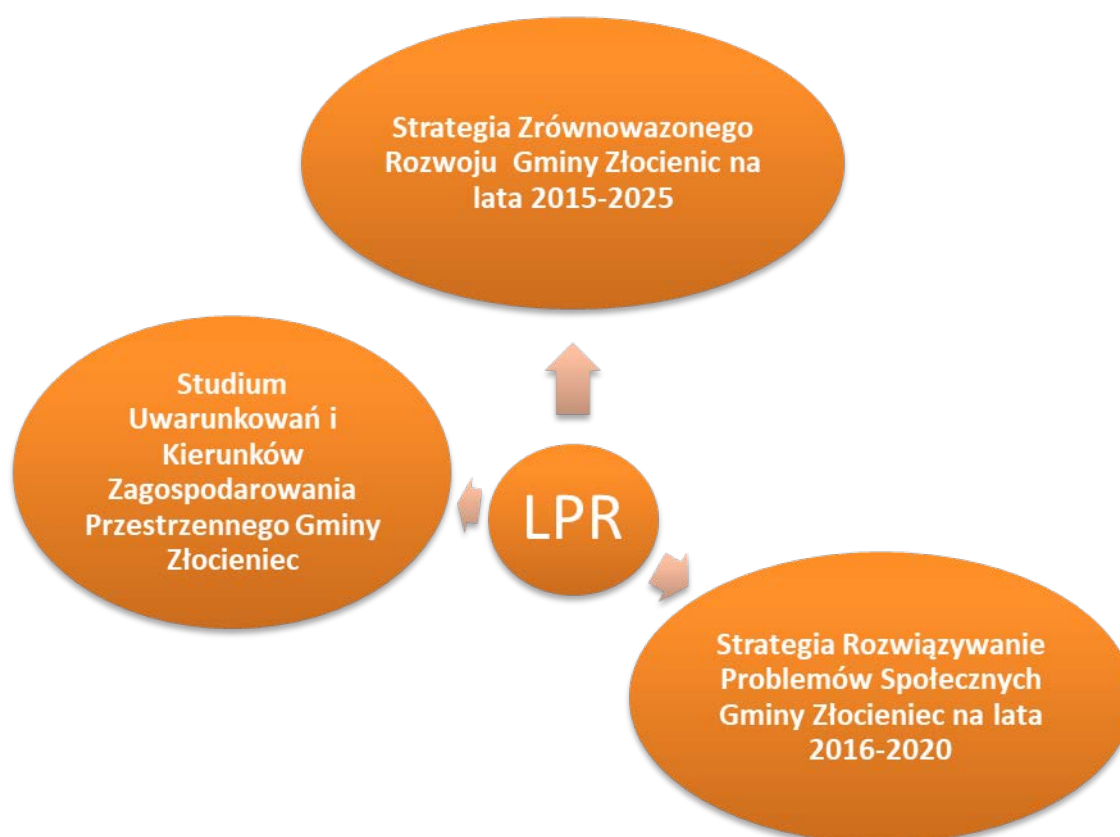 Strategia Zrównowazonego
Rozwoju Gminy Złocienic na
lata 2015-2025
Studium
Uwarunkowań i
Kierunków
Zagospodarowania
Przestrzennego Gminy
Złocieniec
LPR
Strategia Rozwiązywanie
Problemów Społecznych
Gminy Złocieniec na lata
2016-2020